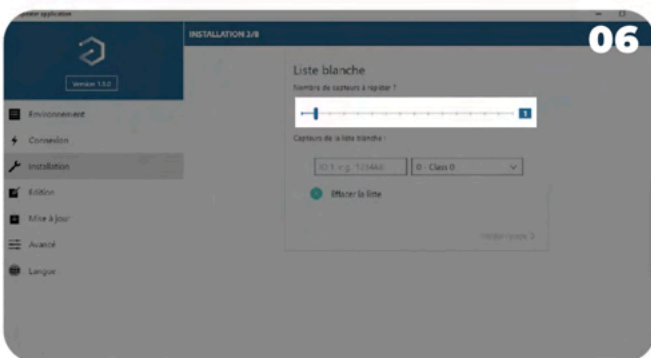 INSTALLATION 2/8
06
Version 1.5.0
Liste blanche
Nombre de capteurs à répéter ?
1
Environnement
Connexion
Capteurs de la liste blanche :
Installation
0 - Class 0
Edition
Effacer la liste
Mise à jour
Avancé
Langue